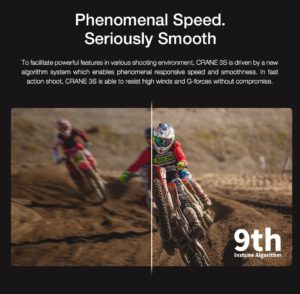 Phenomenal Speed.
Seriously Smooth
To facilitate powerful features in various shooting environment, CRANE 3S is driven by a new
algorithm system which enables phenomenal responsive speed and smoothness. In fast
action shoot, CRANE 3S is able to resist high winds and G-forces without compromise.
9th
Instune Algorithm